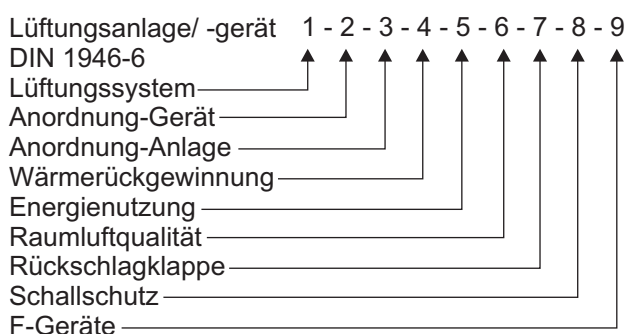 Lüftungsanlage/ -gerät 1 - 2 - 3 - 4 - 5 - 6 - 7 - 8 - 9
DIN 1946-6
Lüftungssystem
Anordnung-Gerät
Anordnung-Anlage
Wärmerückgewinnung
Energienutzung
Raumluftqualität
Rückschlagklappe
Schallschutz
F-Geräte